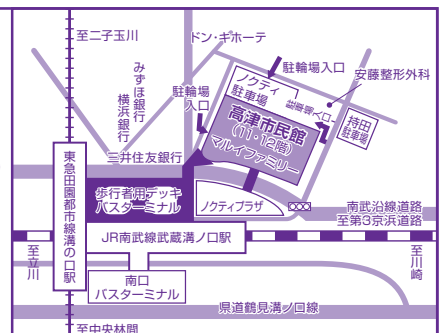 至二子玉川
ドン・キホーテ
みずほ銀行
横浜銀行
駐輪場
入口
ノクティ
駐車場
駐輪場入口
安藤整形外科
駐車場入口
持田
駐車場
高津市民館
(11・12階)
マルイファミリー
三井住友銀行
東急田園都市線溝の口駅
歩行者用デッキ
バスターミナル
ノクティプラザ
南武沿線道路
至第3京浜道路
至立川
JR南武線武蔵溝ノ口駅
至川崎
南口
バスターミナル
県道鶴見溝ノ口線
至中央林間